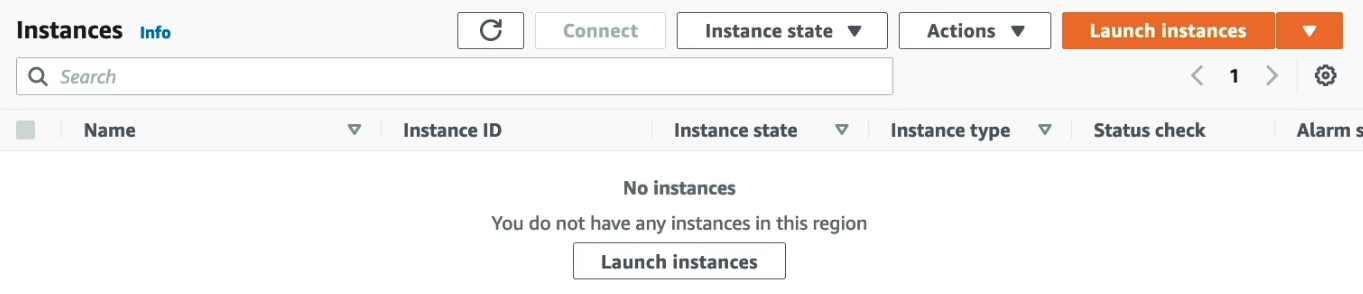 Instances Info Connect Instance state Actions Launch instances
Search 1
Name Instance ID Instance state Instance type Status check Alarm s
No instances
You do not have any instances in this region
Launch instances